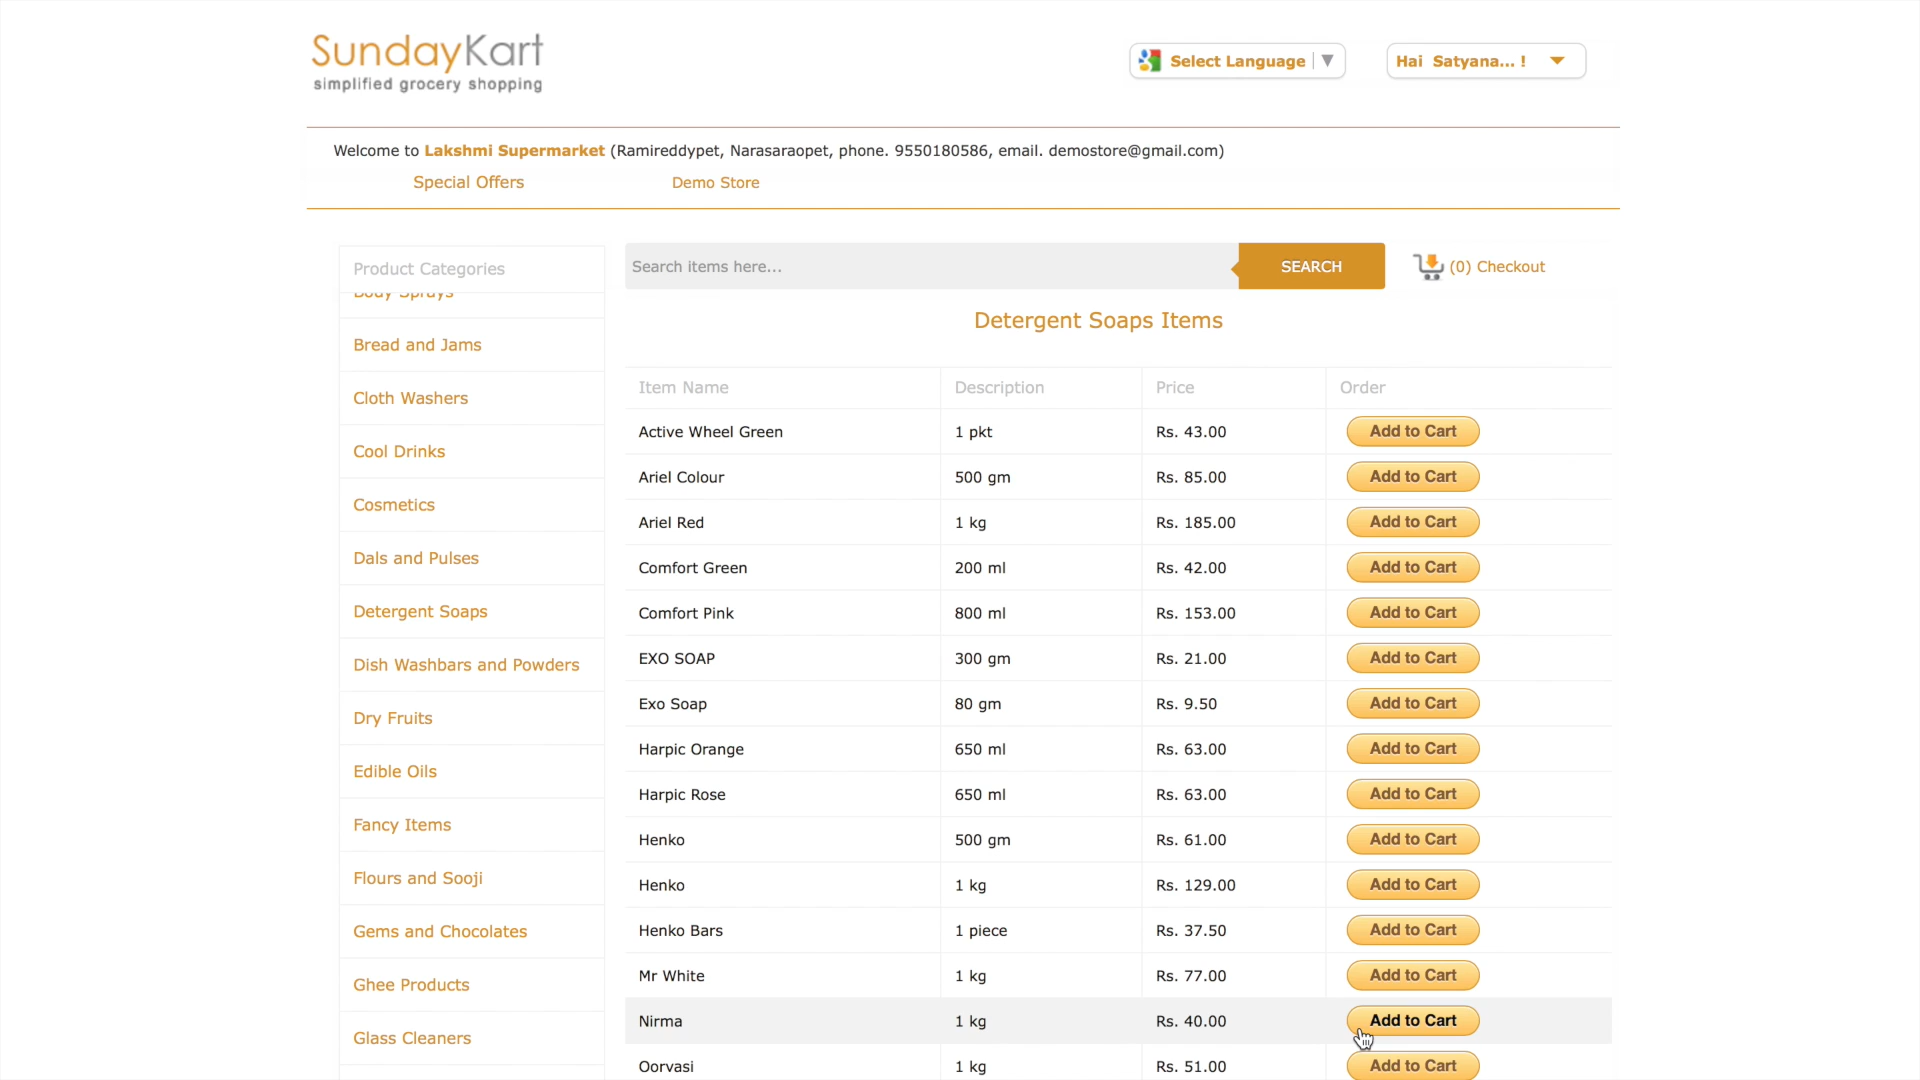 SundayKart
simplified grocery shopping
Select Language
Hai Satyana... !
Welcome to Lakshmi Supermarket (Ramireddypet, Narasaraopet, phone. 9550180586, email. demostore@gmail.com)
Special Offers
Demo Store
Product Categories
Body Sprays
Bread and Jams
Cloth Washers
Cool Drinks
Cosmetics
Dals and Pulses
Detergent Soaps
Dish Washbars and Powders
Dry Fruits
Edible Oils
Fancy Items
Flours and Sooji
Gems and Chocolates
Ghee Products
Glass Cleaners
Search items here...
SEARCH
(0) Checkout
Detergent Soaps Items
Item Name Description Price Order
Active Wheel Green 1 pkt Rs. 43.00 Add to Cart
Ariel Colour 500 gm Rs. 85.00 Add to Cart
Ariel Red 1 kg Rs. 185.00 Add to Cart
Comfort Green 200 ml Rs. 42.00 Add to Cart
Comfort Pink 800 ml Rs. 153.00 Add to Cart
EXO SOAP 300 gm Rs. 21.00 Add to Cart
Exo Soap 80 gm Rs. 9.50 Add to Cart
Harpic Orange 650 ml Rs. 63.00 Add to Cart
Harpic Rose 650 ml Rs. 63.00 Add to Cart
Henko 500 gm Rs. 61.00 Add to Cart
Henko 1 kg Rs. 129.00 Add to Cart
Henko Bars 1 piece Rs. 37.50 Add to Cart
Mr White 1 kg Rs. 77.00 Add to Cart
Nirma 1 kg Rs. 40.00 Add to Cart
Oorvasi 1 kg Rs. 51.00 Add to Cart